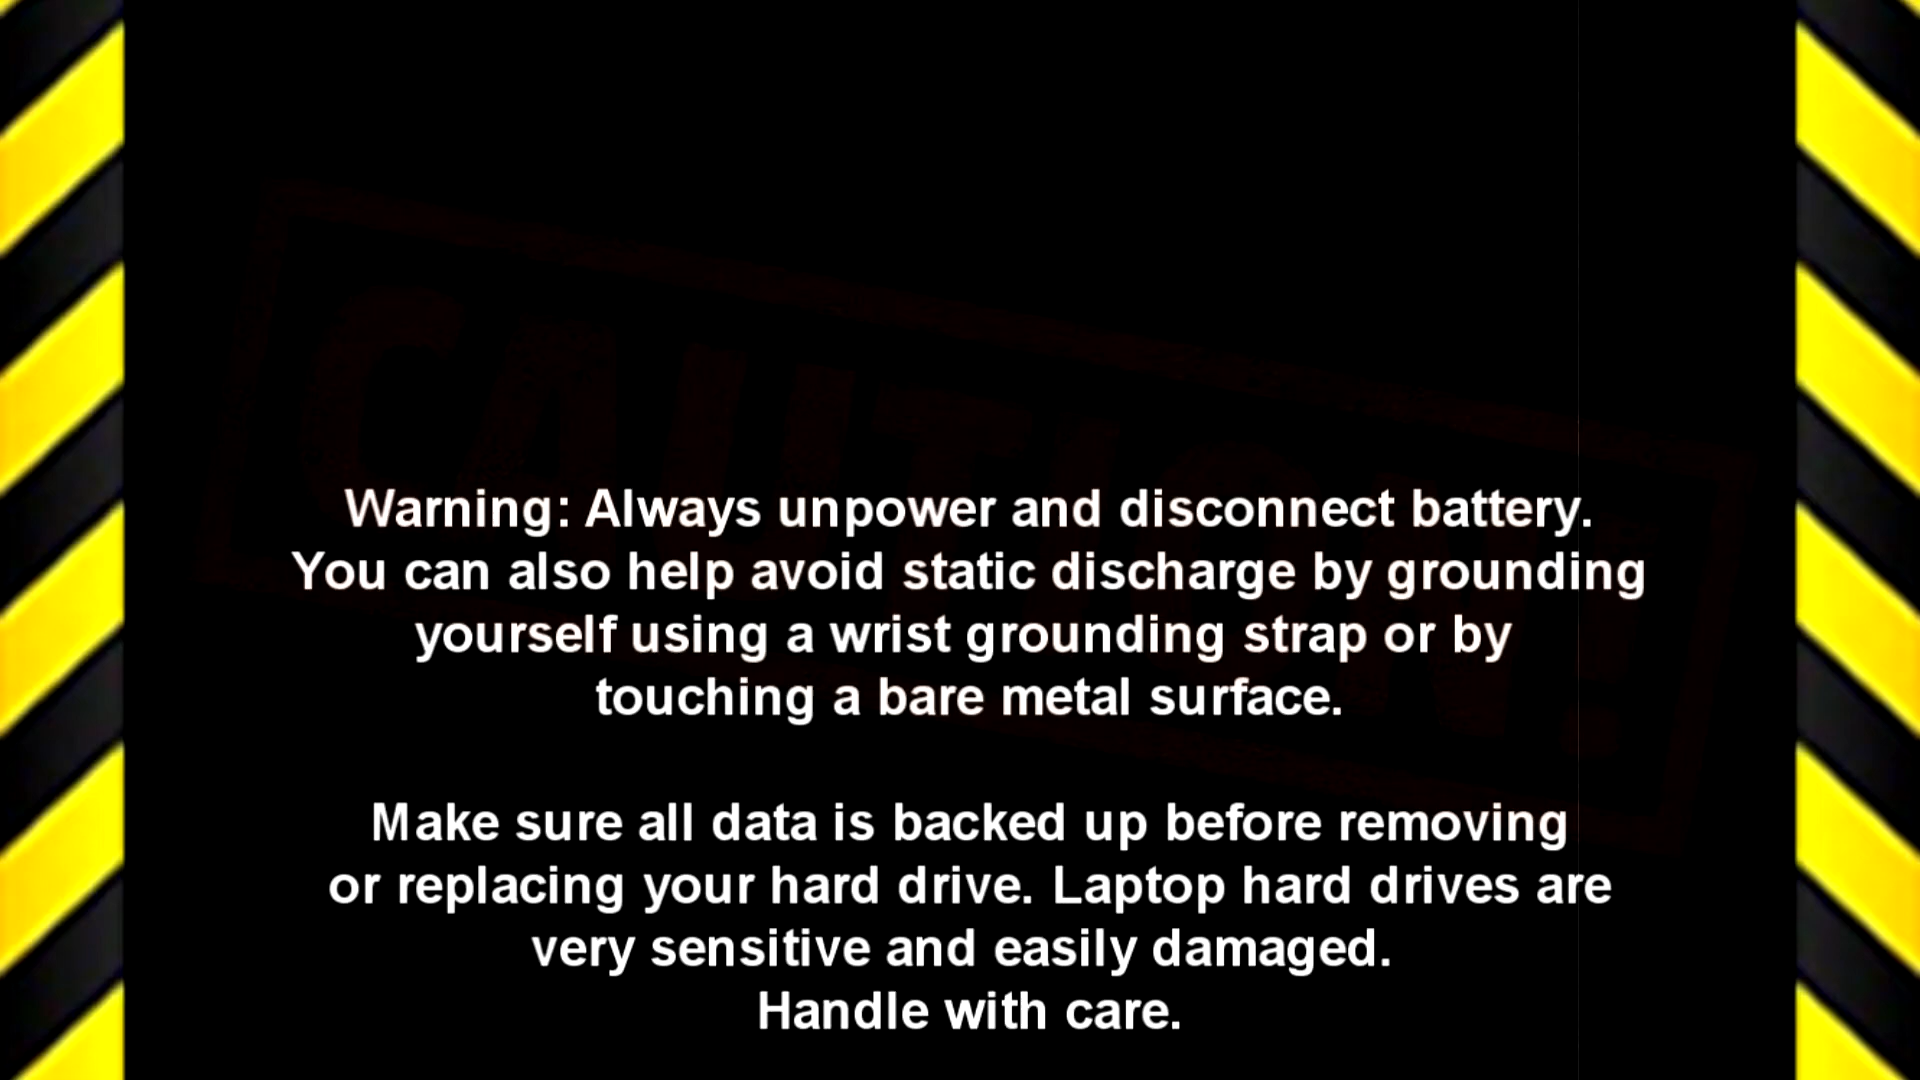 CAUTION!
Warning: Always unpower and disconnect battery.
You can also help avoid static discharge by grounding
yourself using a wrist grounding strap or by
touching a bare metal surface.
Make sure all data is backed up before removing
or replacing your hard drive. Laptop hard drives are
very sensitive and easily damaged.
Handle with care.